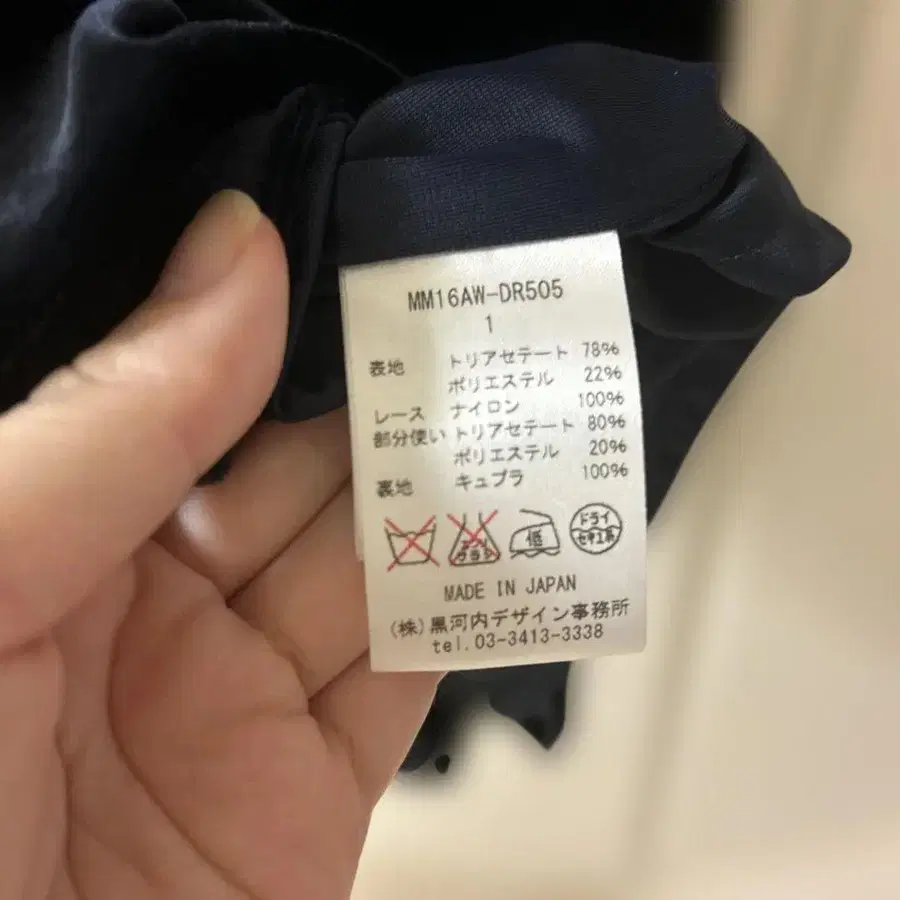 MM16AW-DR505
1
表地 トリアセテート 78%
ポリエステル 22%
レース ナイロン 100%
部分使い トリアセテート 80%
ポリエステル 20%
裏地 キュプラ 100%
低 ドライ
セキユ系
MADE IN JAPAN
(株)黒河内デザイン事務所
tel.03-3413-3338